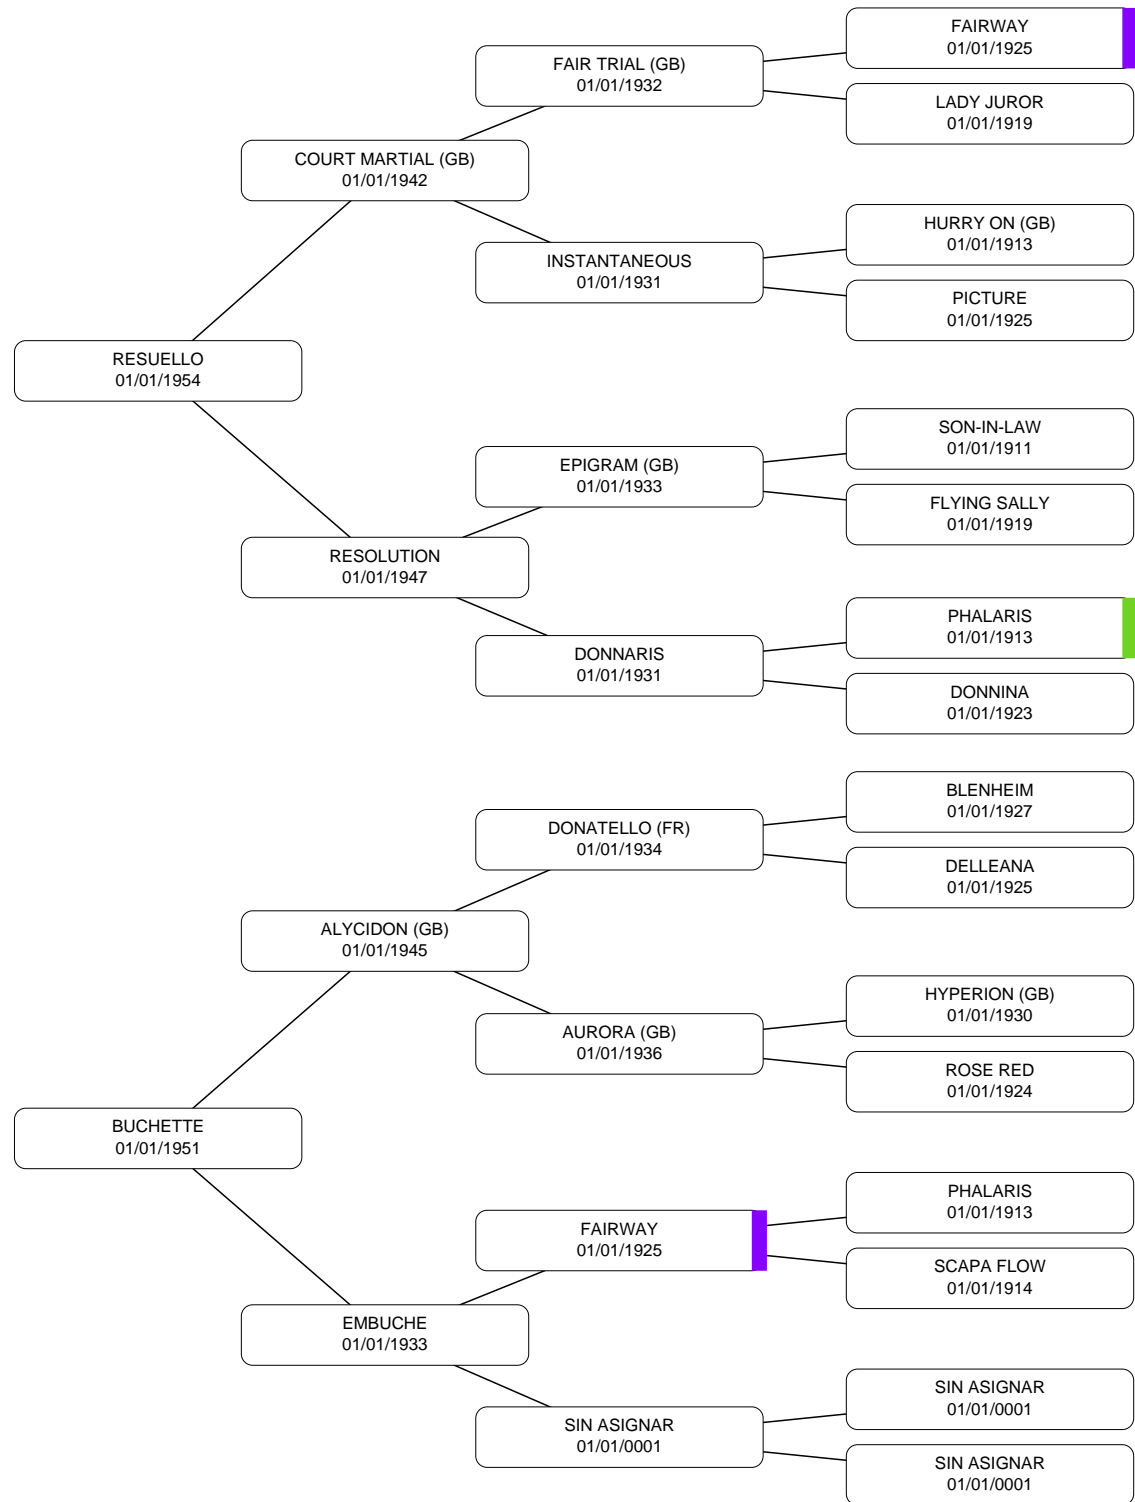 FAIRWAY
01/01/1925
FAIR TRIAL (GB)
01/01/1932
LADY JUROR
01/01/1919
COURT MARTIAL (GB)
01/01/1942
HURRY ON (GB)
01/01/1913
INSTANTANEOUS
01/01/1931
PICTURE
01/01/1925
RESUELLO
01/01/1954
SON-IN-LAW
01/01/1911
EPIGRAM (GB)
01/01/1933
FLYING SALLY
01/01/1919
RESOLUTION
01/01/1947
PHALARIS
01/01/1913
DONNARIS
01/01/1931
DONNINA
01/01/1923
BLENHEIM
01/01/1927
DONATELLO (FR)
01/01/1934
DELLEANA
01/01/1925
ALYCIDON (GB)
01/01/1945
HYPERION (GB)
01/01/1930
AURORA (GB)
01/01/1936
ROSE RED
01/01/1924
BUCHETTE
01/01/1951
PHALARIS
01/01/1913
FAIRWAY
01/01/1925
SCAPA FLOW
01/01/1914
EMBUCHE
01/01/1933
SIN ASIGNAR
01/01/0001
SIN ASIGNAR
01/01/0001
SIN ASIGNAR
01/01/0001